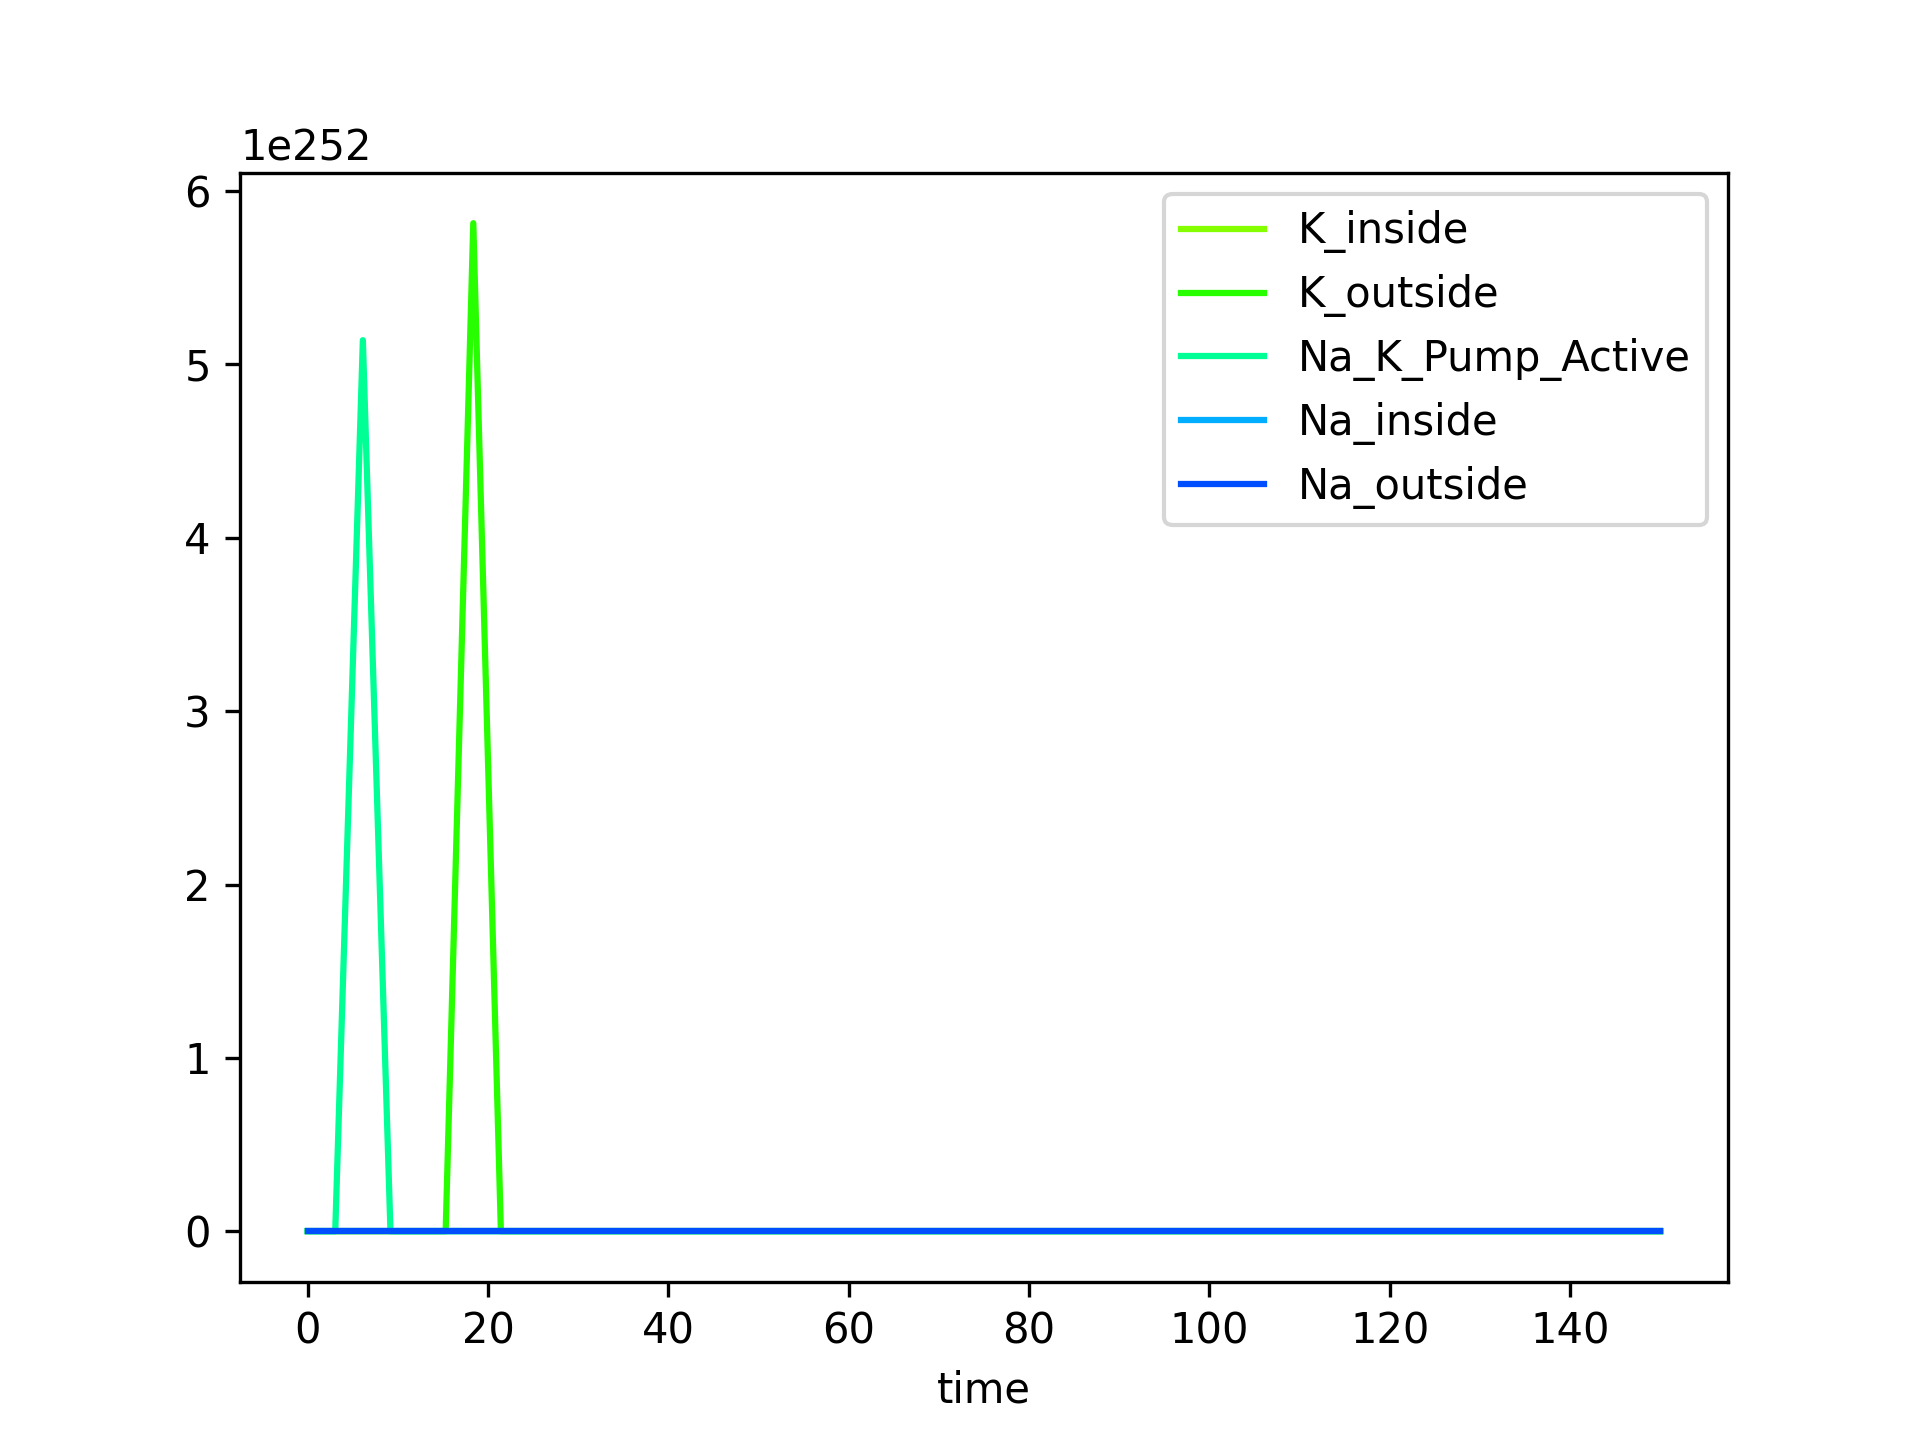 1e252
6
5
4
3
2
1
0
0 20 40 60 80 100 120 140
time
K_inside
K_outside
Na_K_Pump_Active
Na_inside
Na_outside